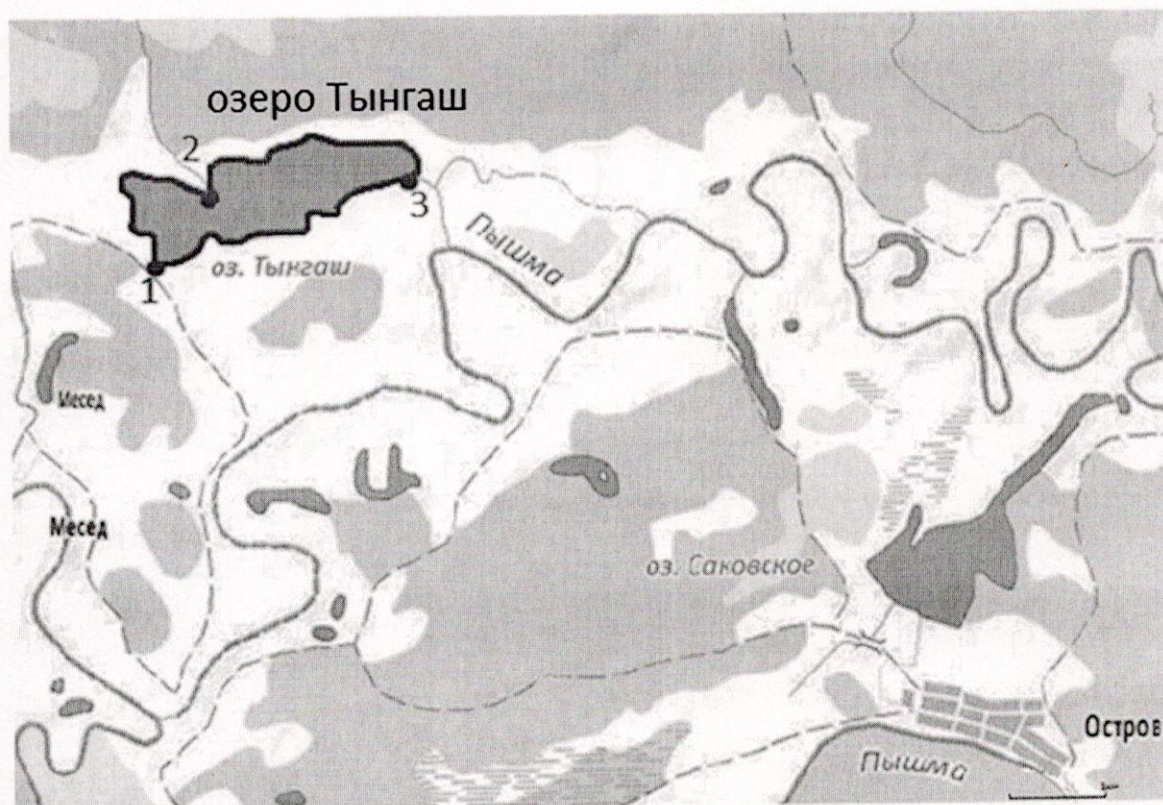 озеро Тынгаш
2
3
Пышма
оз. Тынгаш
1
Месед
Месед
оз. Саковское
Остров
Пышма